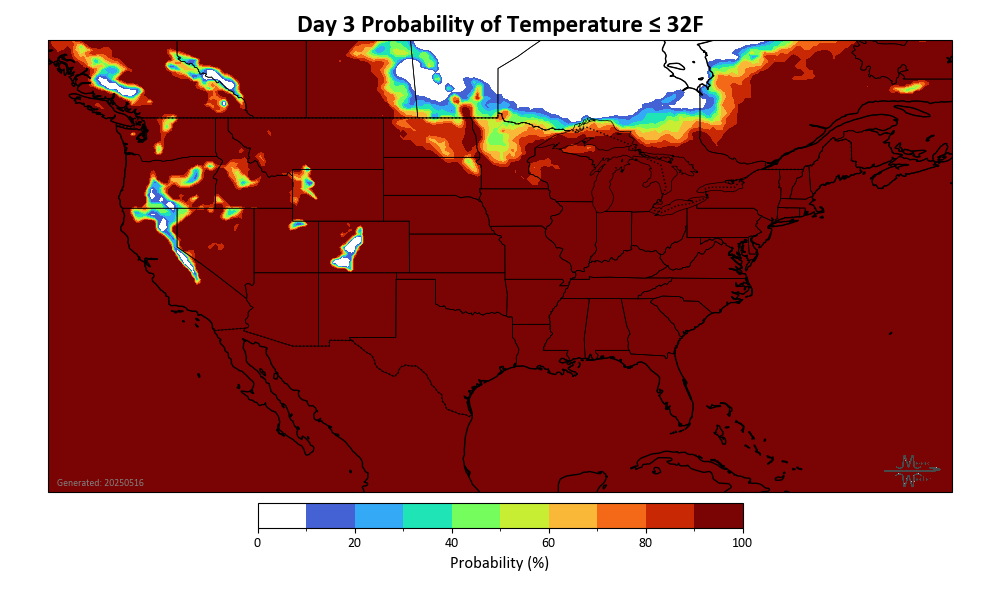 Day 3 Probability of Temperature ≤ 32F
Generated: 20250516
0 20 40 60 80 100
Probability (%)